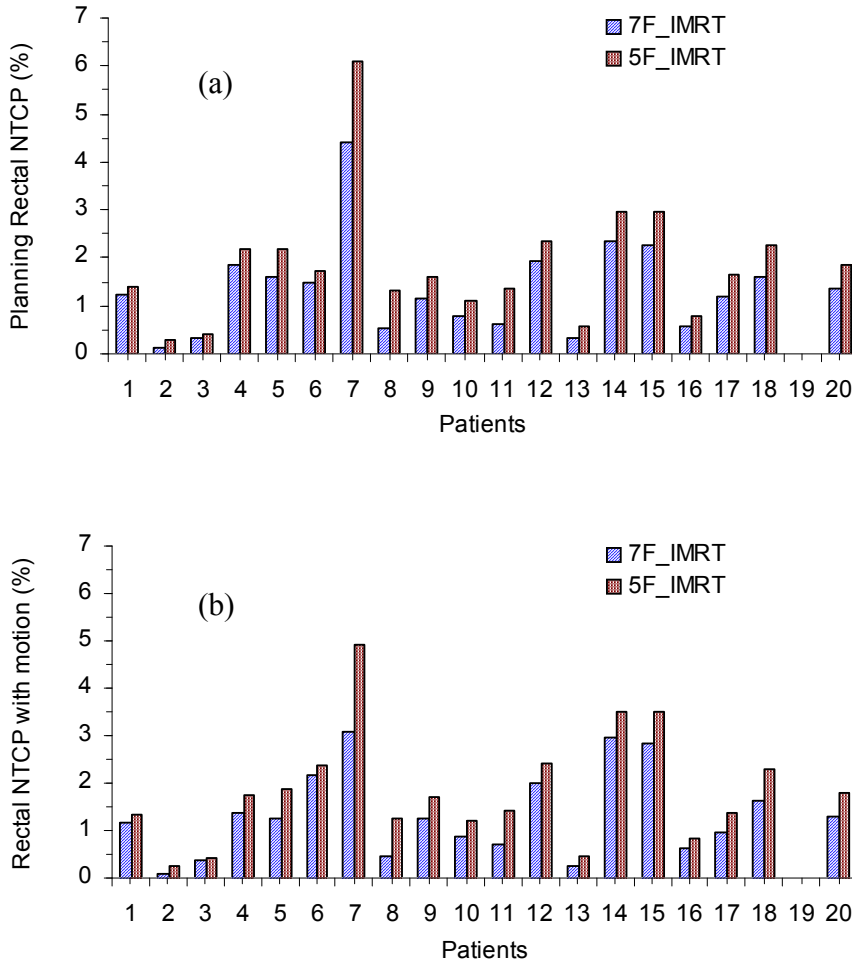 7
7F_IMRT
6
5F_IMRT
(a)
5
4
3
2
1
0
Planning Rectal NTCP (%)
1 2 3 4 5 6 7 8 9 10 11 12 13 14 15 16 17 18 19 20
Patients
7
7F_IMRT
6
5F_IMRT
(b)
5
4
3
2
1
0
Rectal NTCP with motion (%)
1 2 3 4 5 6 7 8 9 10 11 12 13 14 15 16 17 18 19 20
Patients